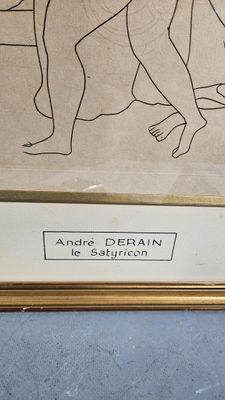 André DERAIN
le Satyricon